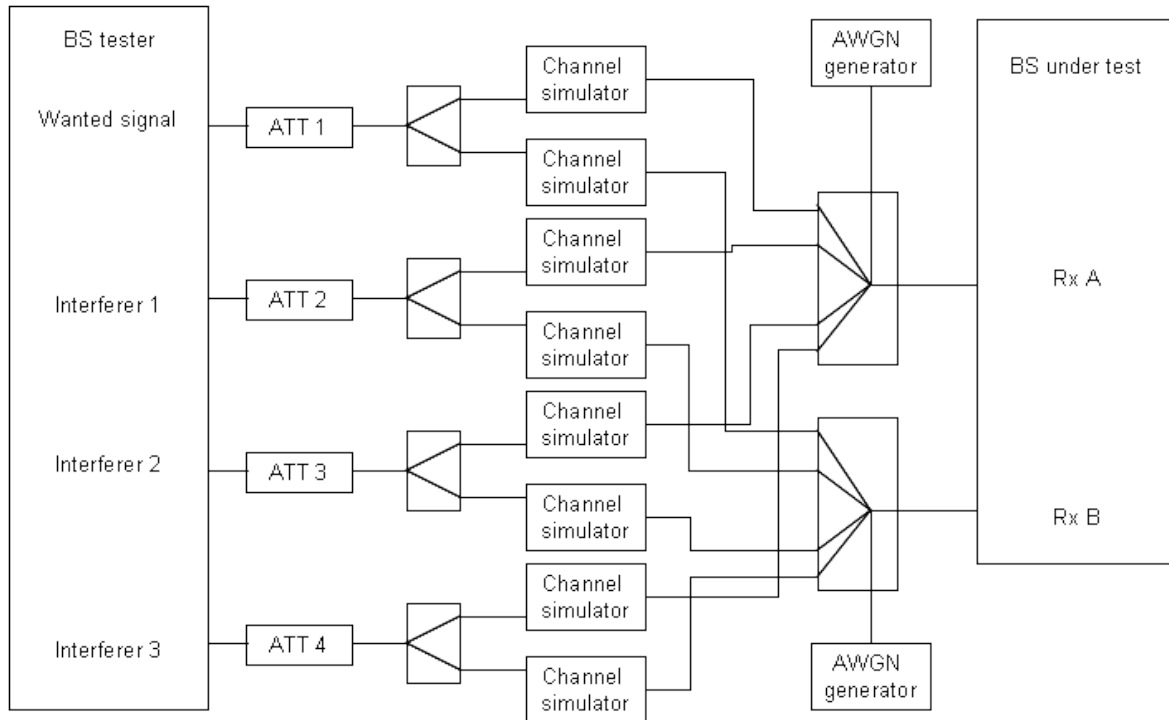 BS tester
Wanted signal
Interferer 1
Interferer 2
Interferer 3
ATT 1
ATT 2
ATT 3
ATT 4
Channel
simulator
Channel
simulator
Channel
simulator
Channel
simulator
Channel
simulator
Channel
simulator
Channel
simulator
Channel
simulator
AWGN
generator
AWGN
generator
BS under test
Rx A
Rx B